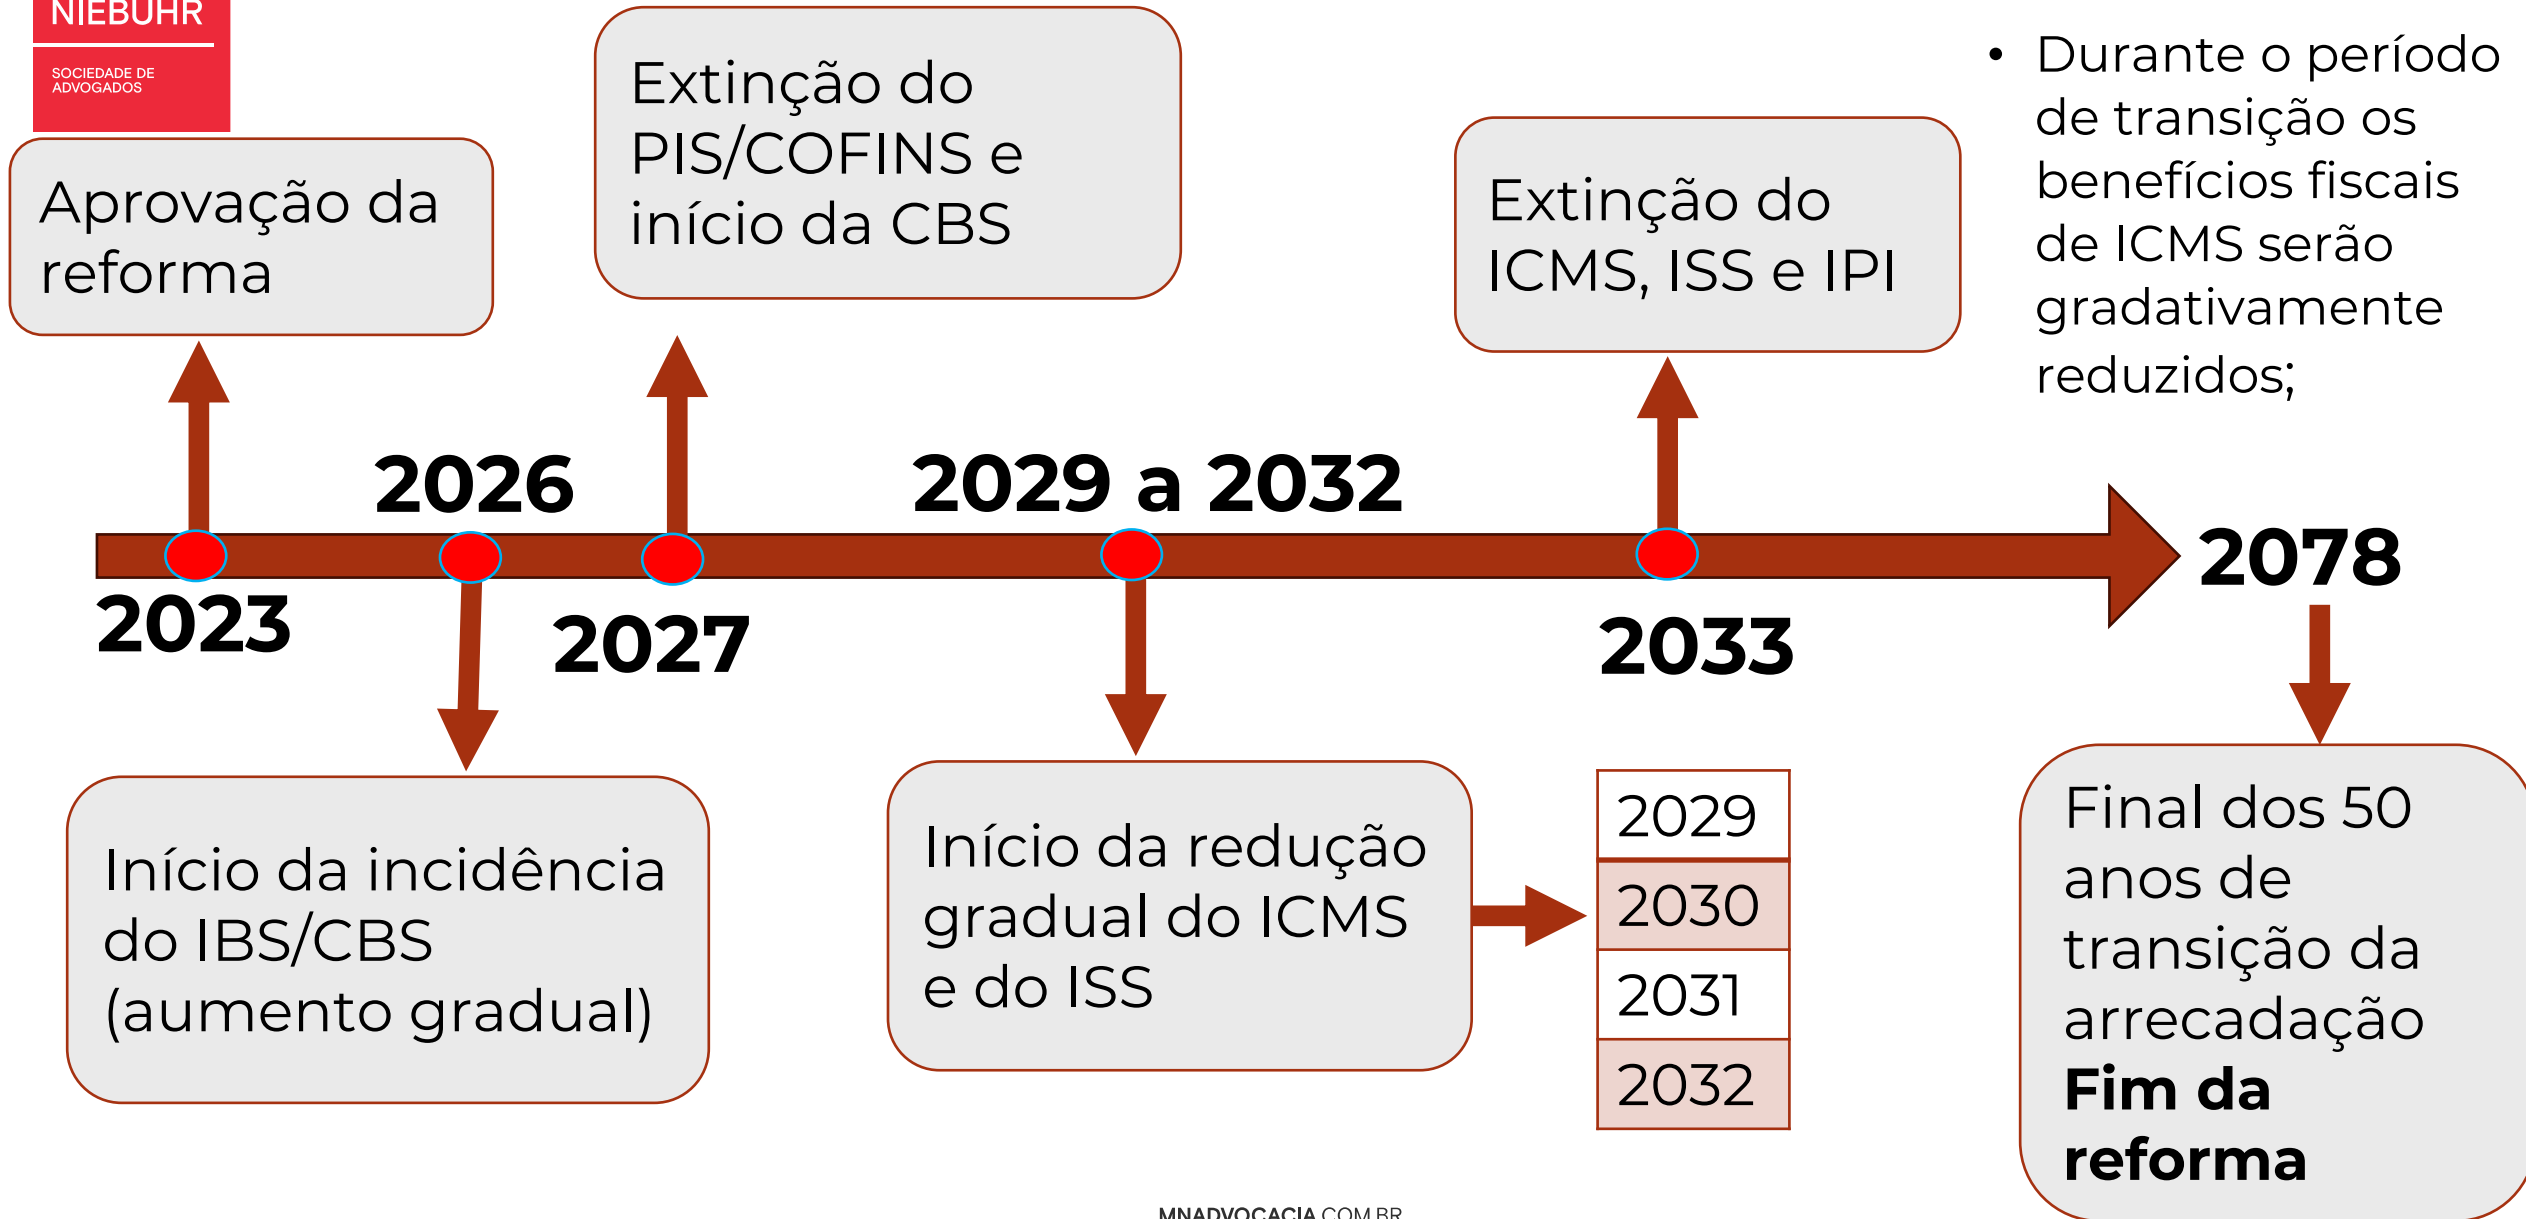 NIEBUHR
SOCIEDADE DE
ADVOGADOS
Aprovação da
reforma
Extinção do
PIS/COFINS e
início da CBS
Extinção do
ICMS, ISS e IPI
• Durante o período
de transição os
benefícios fiscais
de ICMS serão
gradativamente
reduzidos;
2026
2029 a 2032
2078
2023
2027
2033
Início da incidência
do IBS/CBS
(aumento gradual)
Início da redução
gradual do ICMS
e do ISS
2029
2030
2031
2032
Final dos 50
anos de
transição da
arrecadação
Fim da
reforma
MNADVOCACIA.COM.BR